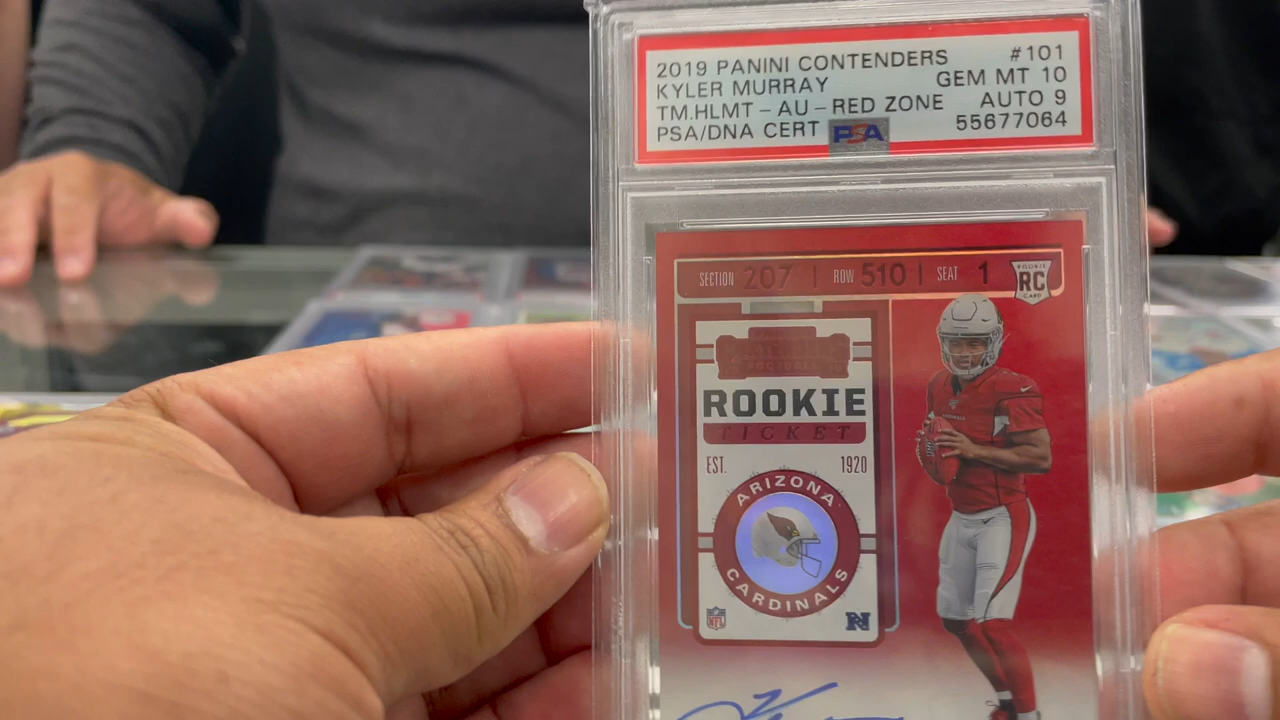 2019 PANINI CONTENDERS #101
KYLER MURRAY GEM MT 10
TM.HLMT - AU - RED ZONE AUTO 9
PSA/DNA CERT PSA 55677064
SECTION 207 | ROW 510 | SEAT 1
ROOKIE
RC
CARD
ROOKIE
TICKET
EST. 1920
ARIZONA
CARDINALS
NFL
N